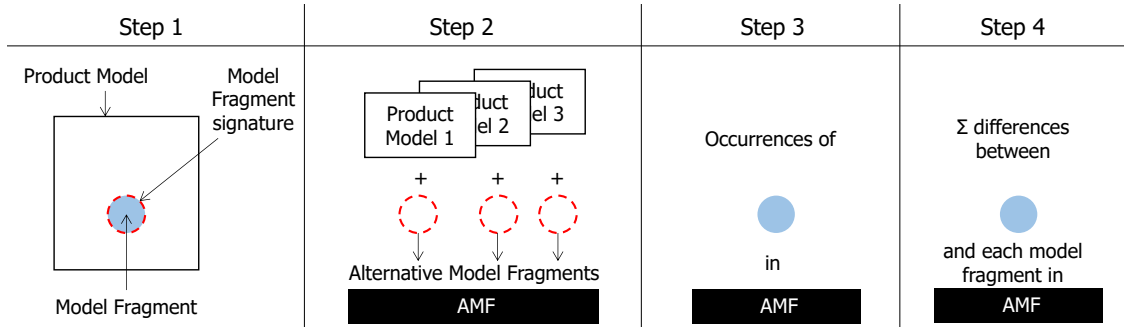 Step 1
Product Model
Model
Fragment
signature
Model Fragment
Step 2
Product
Model 1
duct
el 2
duct
el 3
+ + +
Alternative Model Fragments
AMF
Step 3
Occurrences of
in
AMF
Step 4
Σ differences
between
and each model
fragment in
AMF